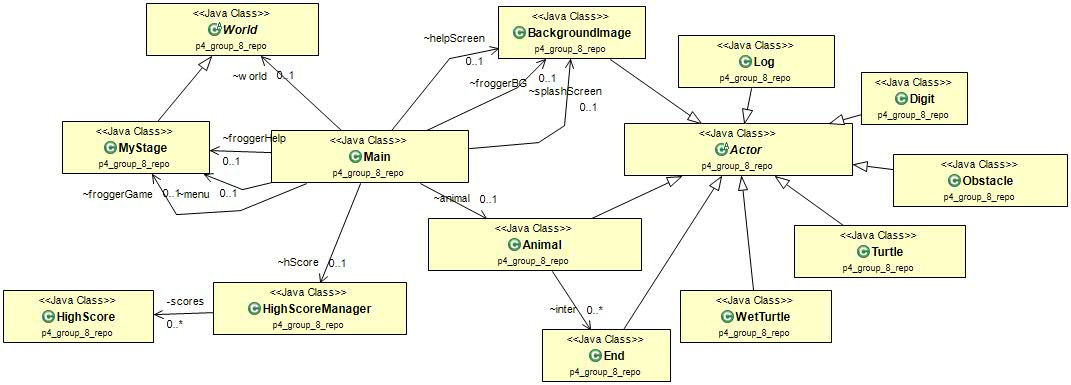 <<Java Class>>
World
p4_group_8_repo
<<Java Class>>
BackgroundImage
p4_group_8_repo
<<Java Class>>
Log
p4_group_8_repo
<<Java Class>>
Digit
p4_group_8_repo
~helpScreen
0..1
~froggerBG
0..1
~splashScreen
0..1
~world
0..1
<<Java Class>>
MyStage
p4_group_8_repo
~froggerHelp
0..1
<<Java Class>>
Main
p4_group_8_repo
<<Java Class>>
Actor
p4_group_8_repo
<<Java Class>>
Obstacle
p4_group_8_repo
~froggerGame
0..1
~menu
0..1
~animal
0..1
<<Java Class>>
Animal
p4_group_8_repo
<<Java Class>>
Turtle
p4_group_8_repo
~hScore
0..1
<<Java Class>>
HighScore
p4_group_8_repo
-scores
0..*
<<Java Class>>
HighScoreManager
p4_group_8_repo
~inter
0..*
<<Java Class>>
WetTurtle
p4_group_8_repo
<<Java Class>>
End
p4_group_8_repo